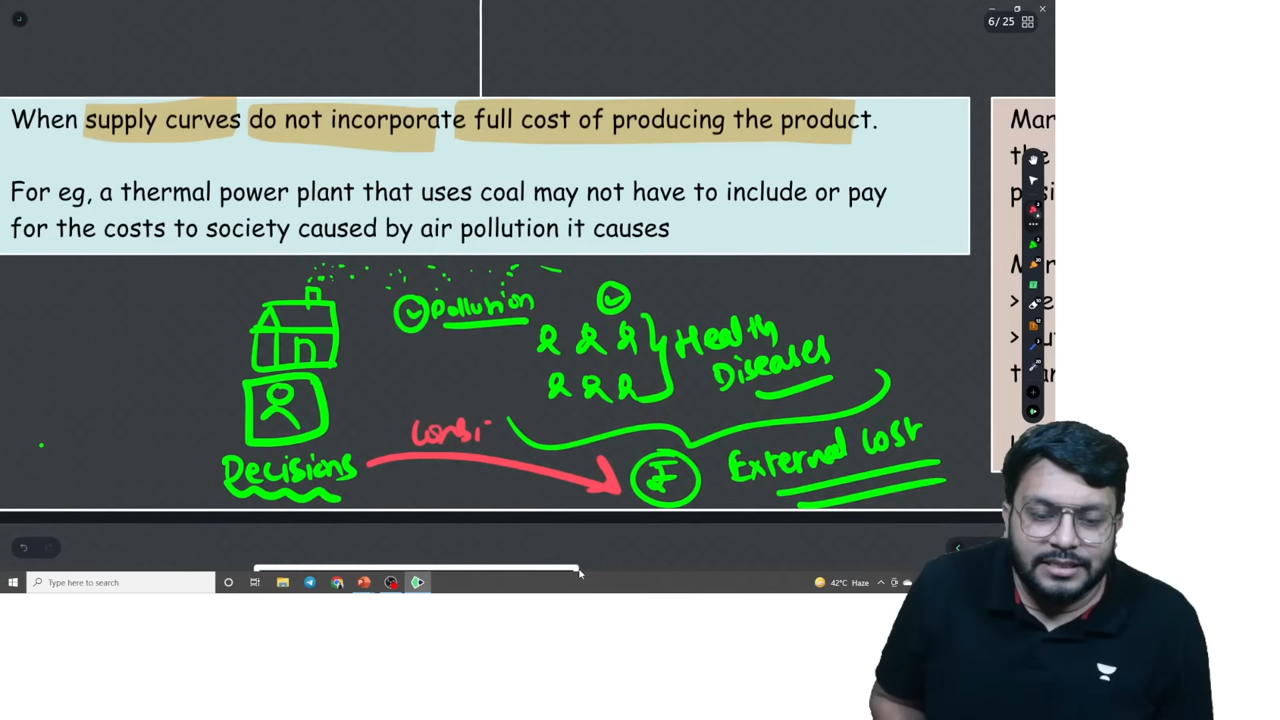 6/25
When supply curves do not incorporate full cost of producing the product.
For eg, a thermal power plant that uses coal may not have to include or pay
for the costs to society caused by air pollution it causes
Mar
Pollution
Health
Diseases
Consi
Decisions
External Cost
Type here to search
42°C Haze